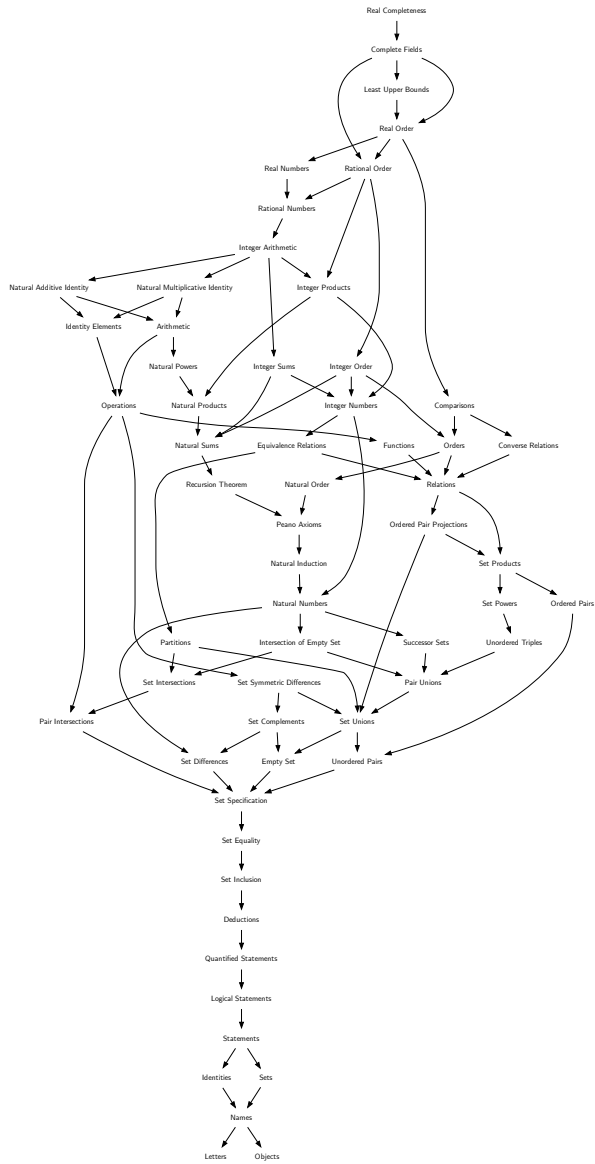 Real Completeness
Complete Fields
Least Upper Bounds
Real Order
Real Numbers
Rational Order
Rational Numbers
Integer Arithmetic
Natural Additive Identity
Natural Multiplicative Identity
Integer Products
Identity Elements
Arithmetic
Natural Powers
Integer Sums
Integer Order
Operations
Natural Products
Integer Numbers
Comparisons
Natural Sums
Equivalence Relations
Functions
Orders
Converse Relations
Recursion Theorem
Natural Order
Relations
Peano Axioms
Ordered Pair Projections
Natural Induction
Set Products
Natural Numbers
Set Powers
Ordered Pairs
Partitions
Intersection of Empty Set
Successor Sets
Unordered Triples
Set Intersections
Set Symmetric Differences
Pair Unions
Pair Intersections
Set Complements
Set Unions
Set Differences
Empty Set
Unordered Pairs
Set Specification
Set Equality
Set Inclusion
Deductions
Quantified Statements
Logical Statements
Statements
Identities
Sets
Names
Letters
Objects